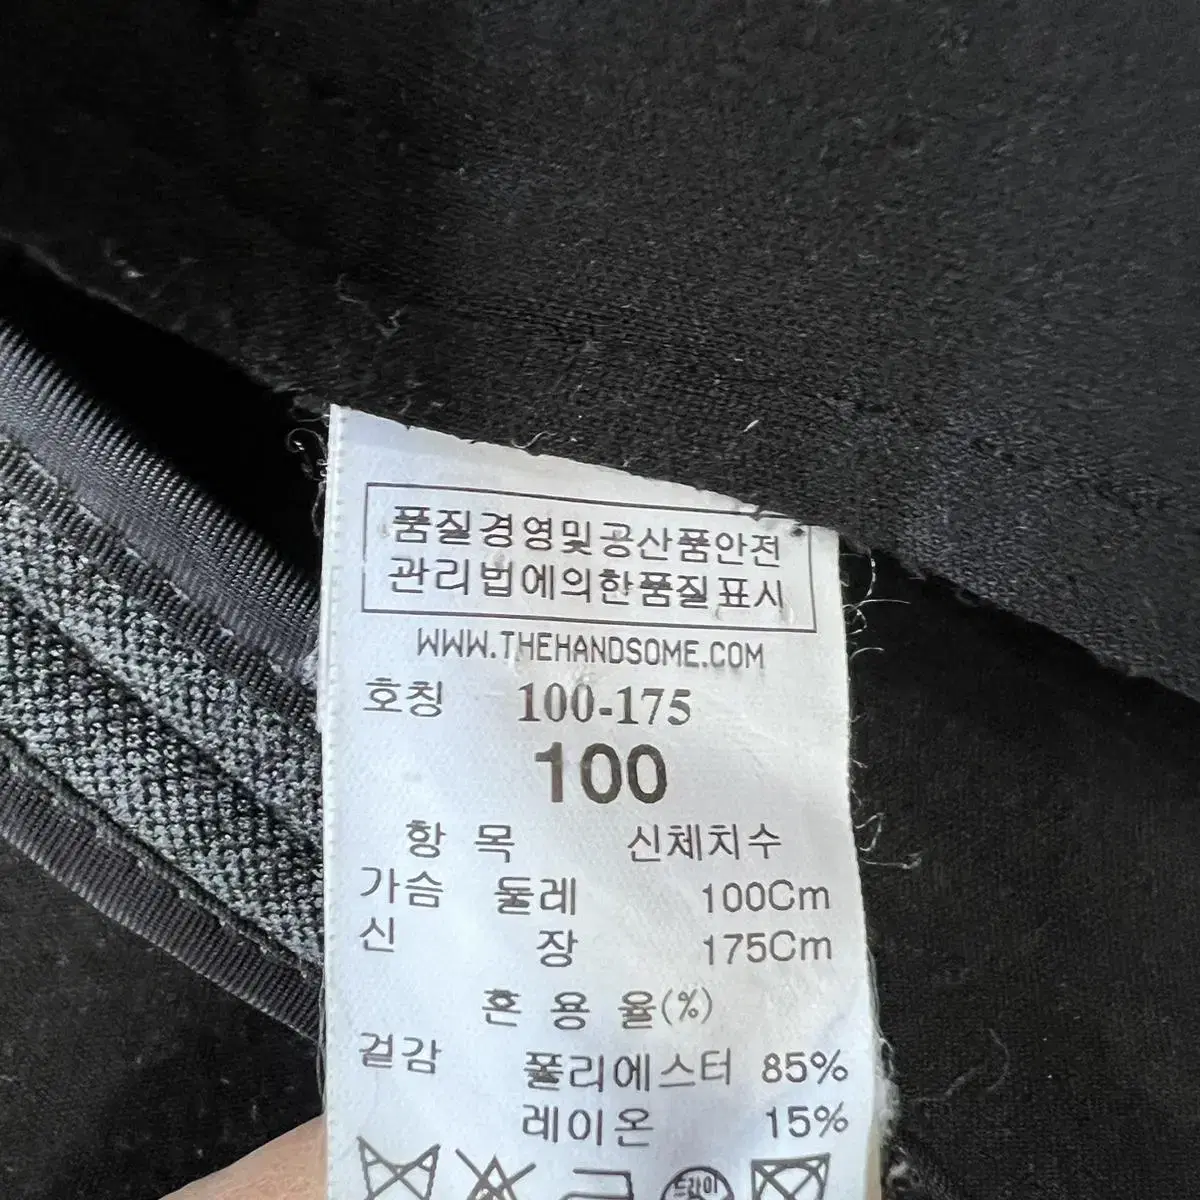 품질경영및공산품안전
관리법에의한품질표시
WWW.THEHANDSOME.COM
호칭 100-175
100
항 목 신체치수
가슴 둘레 100Cm
신 장 175Cm
혼 용 율(%)
겉감 폴리에스터 85%
레이온 15%
드라이